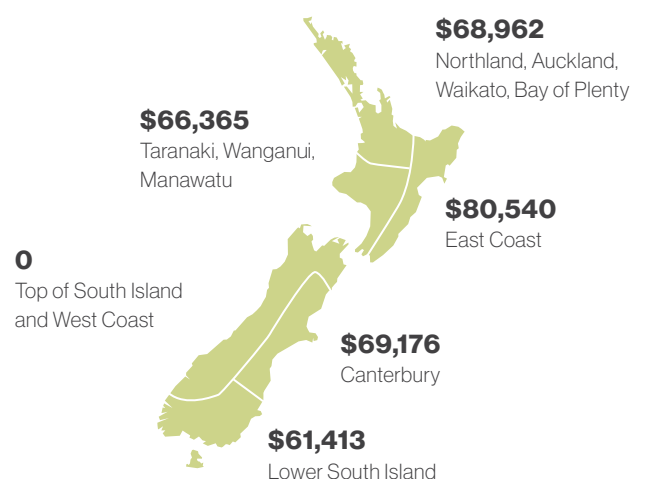 $68,962
Northland, Auckland,
Waikato, Bay of Plenty
$66,365
Taranaki, Wanganui,
Manawatu
$80,540
East Coast
0
Top of South Island
and West Coast
$69,176
Canterbury
$61,413
Lower South Island